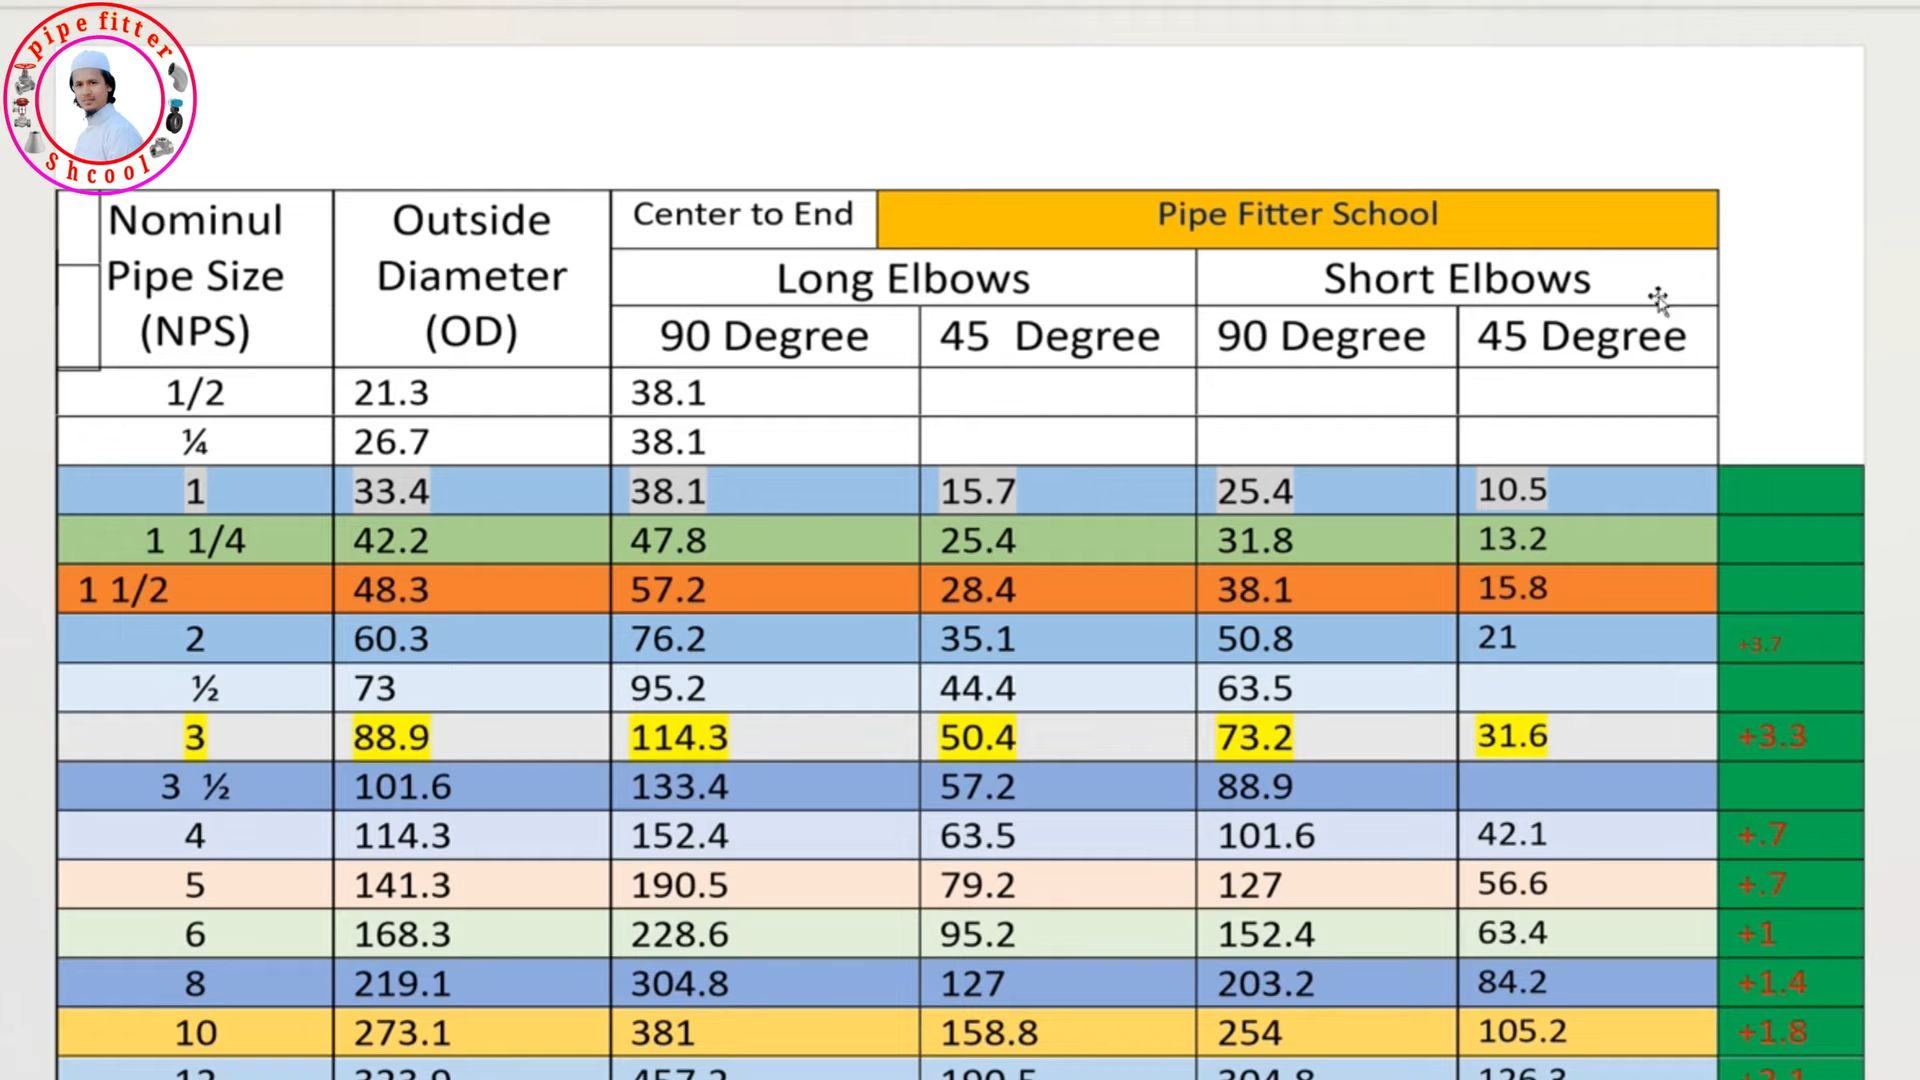 pipe fitter
Shcool
Nominul Pipe Size (NPS) Outside Diameter (OD) Center to End Pipe Fitter School
Long Elbows Short Elbows
90 Degree 45 Degree 90 Degree 45 Degree
1/2 21.3 38.1
¼ 26.7 38.1
1 33.4 38.1 15.7 25.4 10.5
1 1/4 42.2 47.8 25.4 31.8 13.2
1 1/2 48.3 57.2 28.4 38.1 15.8
2 60.3 76.2 35.1 50.8 21 +3.7
½ 73 95.2 44.4 63.5
3 88.9 114.3 50.4 73.2 31.6 +3.3
3 ½ 101.6 133.4 57.2 88.9
4 114.3 152.4 63.5 101.6 42.1 +.7
5 141.3 190.5 79.2 127 56.6 +.7
6 168.3 228.6 95.2 152.4 63.4 +1
8 219.1 304.8 127 203.2 84.2 +1.4
10 273.1 381 158.8 254 105.2 +1.8